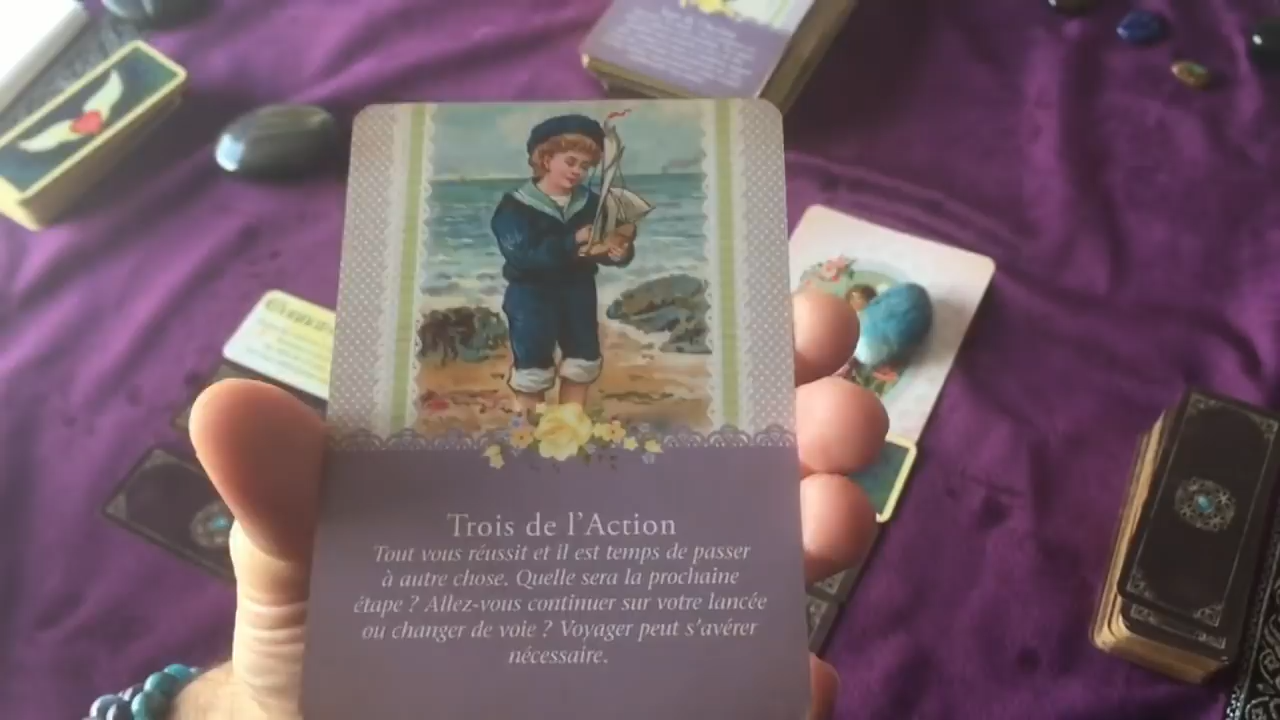 Trois de l'Action
Tout vous réussit et il est temps de passer
à autre chose. Quelle sera la prochaine
étape ? Allez-vous continuer sur votre lancée
ou changer de voie ? Voyager peut s'avérer
nécessaire.